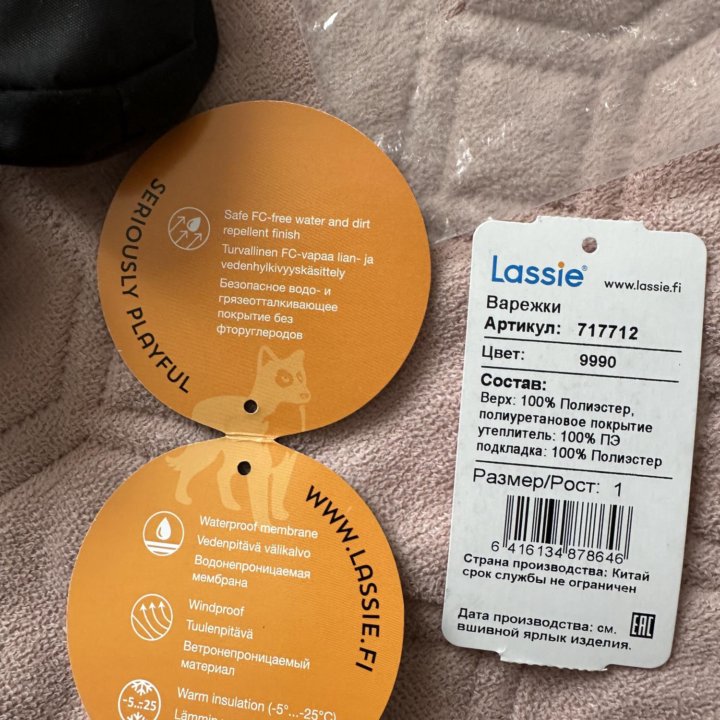 SERIOUSLY PLAYFUL
Safe FC-free water and dirt
repellent finish
Turvallinen FC-vapaa lian- ja
vedenhylkivyyskäsittely
Безопасное водо- и
грязеотталкивающее
покрытие без
фторуглеродов
WWW.LASSIE.FI
Waterproof membrane
Vedenpitävä välikalvo
Водонепроницаемая
мембрана
Windproof
Tuulenpitävä
Ветронепроницаемый
материал
-5...-25
Warm insulation (-5°...-25°C)
Lassie® www.lassie.fi
Варежки
Артикул: 717712
Цвет: 9990
Состав:
Верх: 100% Полиэстер,
полиуретановое покрытие
утеплитель: 100% ПЭ
подкладка: 100% Полиэстер
Размер/Рост: 1
6 416134 878646
Страна производства: Китай
срок службы не ограничен
Дата производства: см.
вшивной ярлык изделия.
EAC